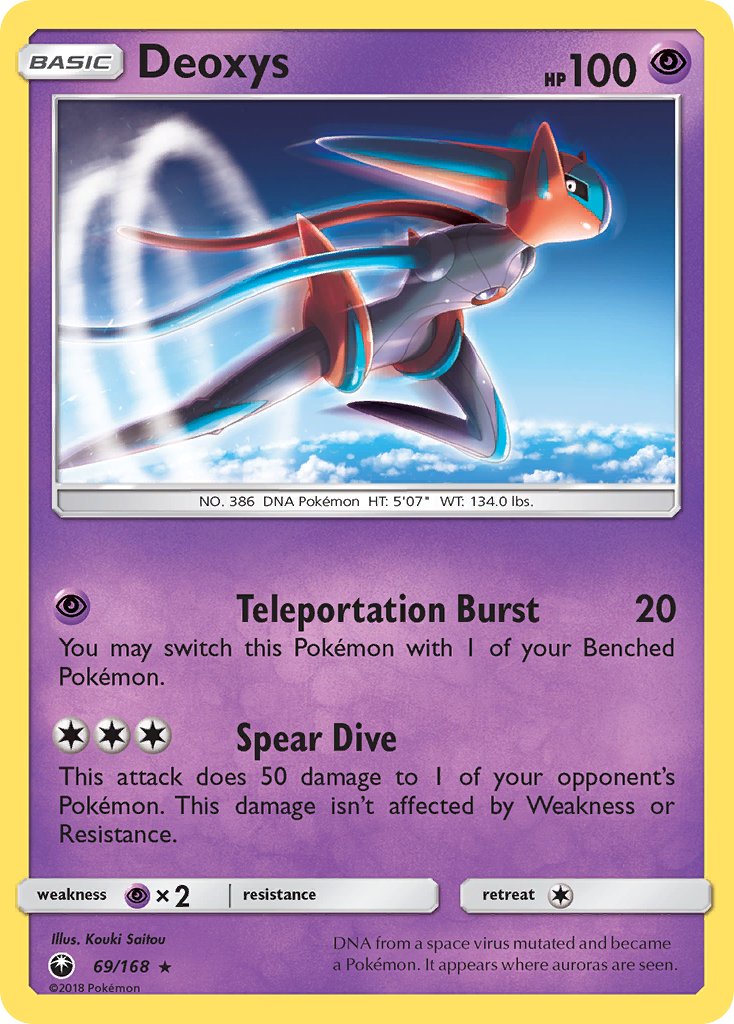 BASIC Deoxys HP 100
NO. 386 DNA Pokémon HT: 5'07" WT: 134.0 lbs.
Teleportation Burst 20
You may switch this Pokémon with 1 of your Benched
Pokémon.
Spear Dive
This attack does 50 damage to 1 of your opponent's
Pokémon. This damage isn't affected by Weakness or
Resistance.
weakness ×2 resistance retreat
Illus. Kouki Saitou
69/168 ★
©2018 Pokémon
DNA from a space virus mutated and became
a Pokémon. It appears where auroras are seen.